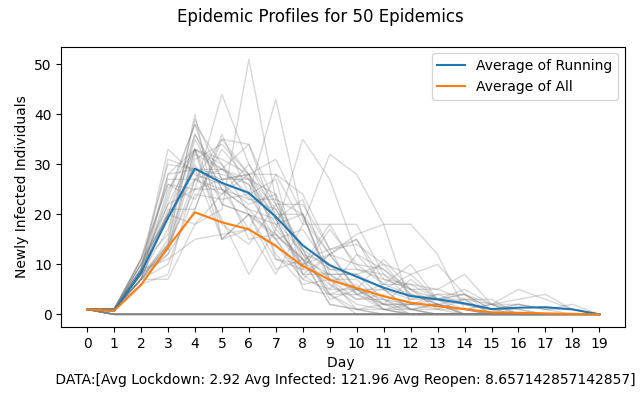 Epidemic Profiles for 50 Epidemics
Average of Running
Average of All
Newly Infected Individuals
50
40
30
20
10
0
0 1 2 3 4 5 6 7 8 9 10 11 12 13 14 15 16 17 18 19
Day
DATA:[Avg Lockdown: 2.92 Avg Infected: 121.96 Avg Reopen: 8.657142857142857]